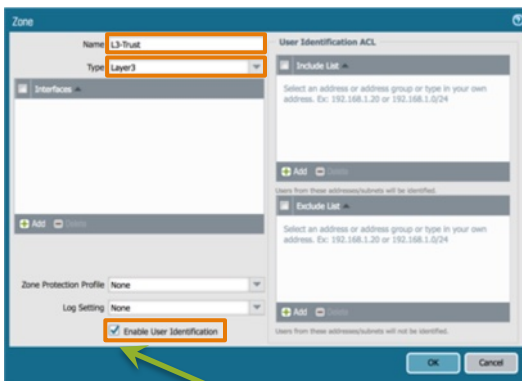 Zone
Name L3-Trust
Type Layer3
Interfaces
Add Delete
Zone Protection Profile None
Log Setting None
Enable User Identification
User Identification ACL
Include List
Select an address or address group or type in your own
address. Ex: 192.168.1.20 or 192.168.1.0/24
Add Delete
Users from these addresses/subnets will be identified.
Exclude List
Select an address or address group or type in your own
address. Ex: 192.168.1.20 or 192.168.1.0/24
Add Delete
Users from these addresses/subnets will not be identified.
OK Cancel